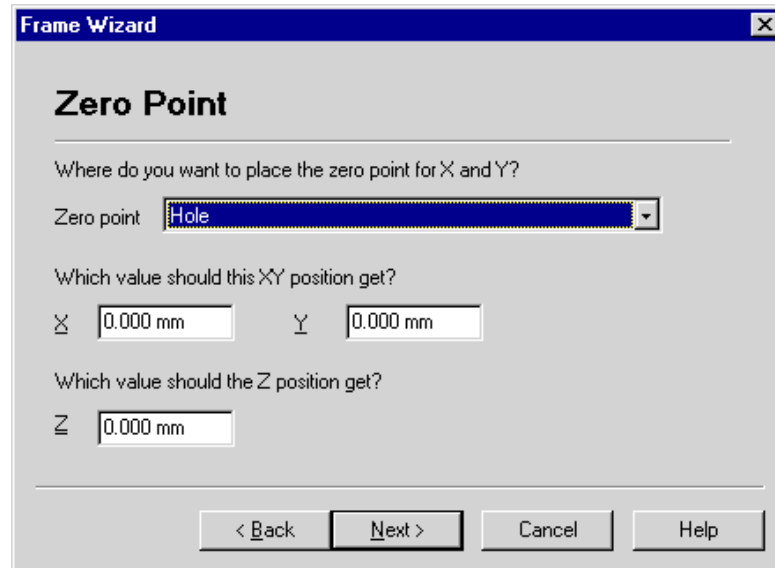 Frame Wizard
Zero Point
Where do you want to place the zero point for X and Y?
Zero point Hole
Which value should this XY position get?
X 0.000 mm Y 0.000 mm
Which value should the Z position get?
Z 0.000 mm
< Back Next > Cancel Help